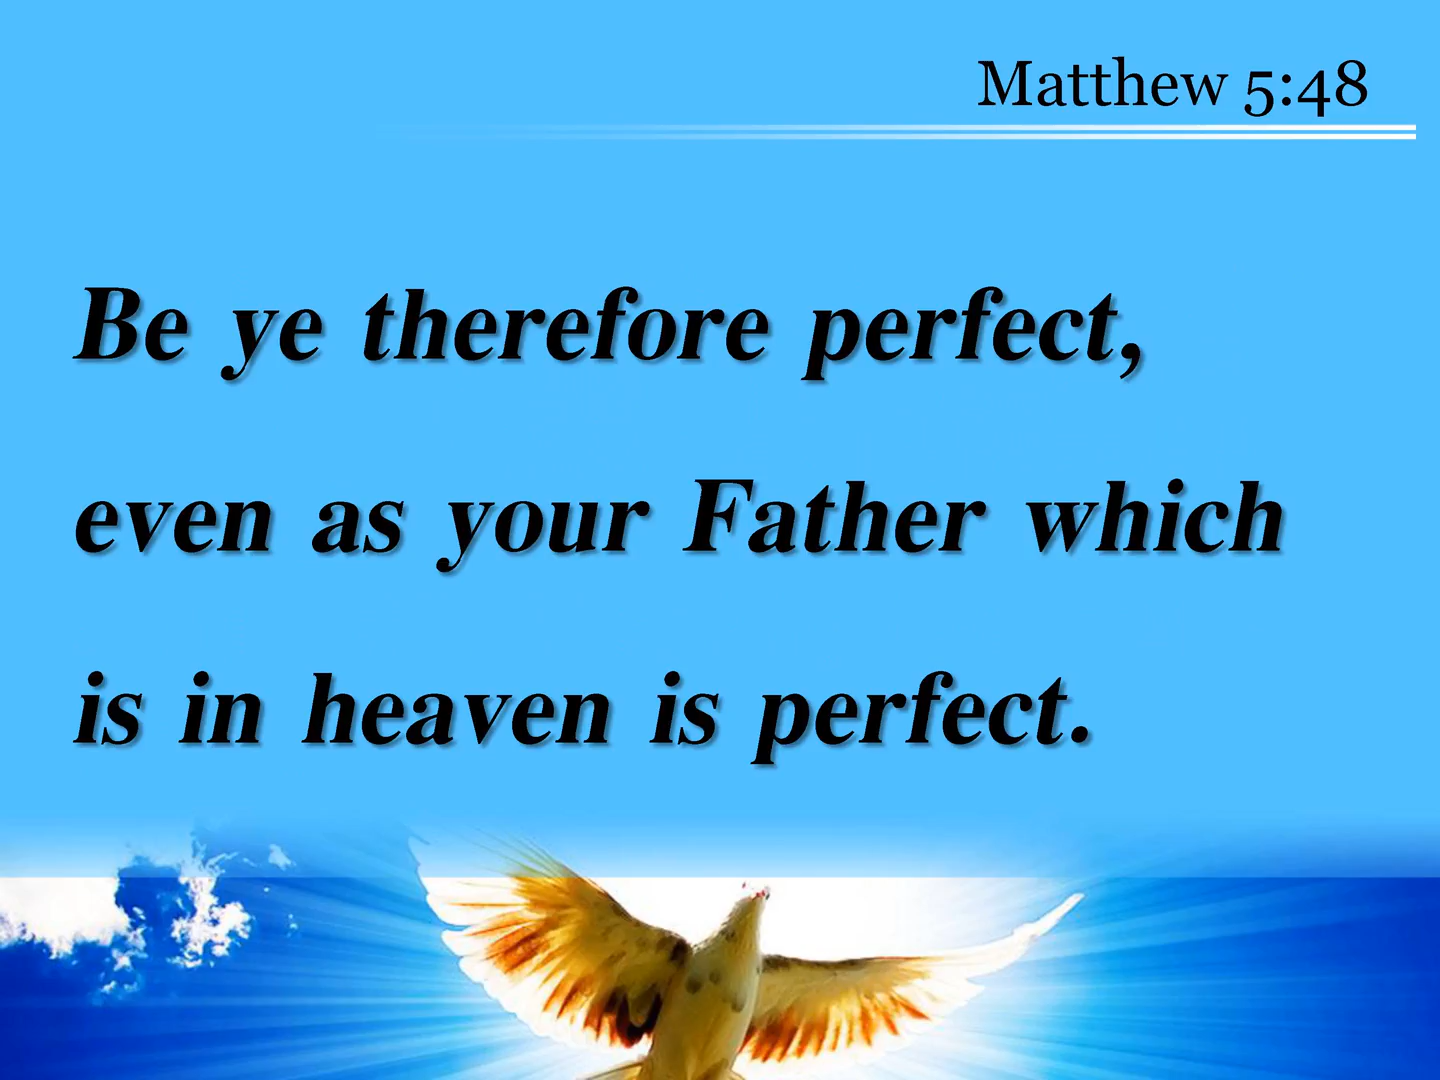 Matthew 5:48
Be ye therefore perfect,
even as your Father which
is in heaven is perfect.